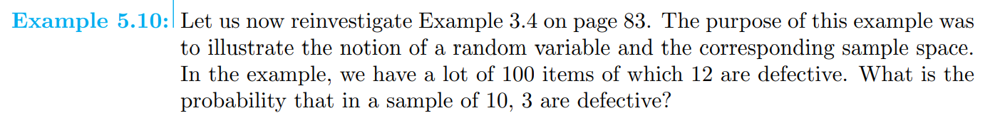 Example 5.10: Let us now reinvestigate Example 3.4 on page 83. The purpose of this example was
to illustrate the notion of a random variable and the corresponding sample space.
In the example, we have a lot of 100 items of which 12 are defective. What is the
probability that in a sample of 10, 3 are defective?